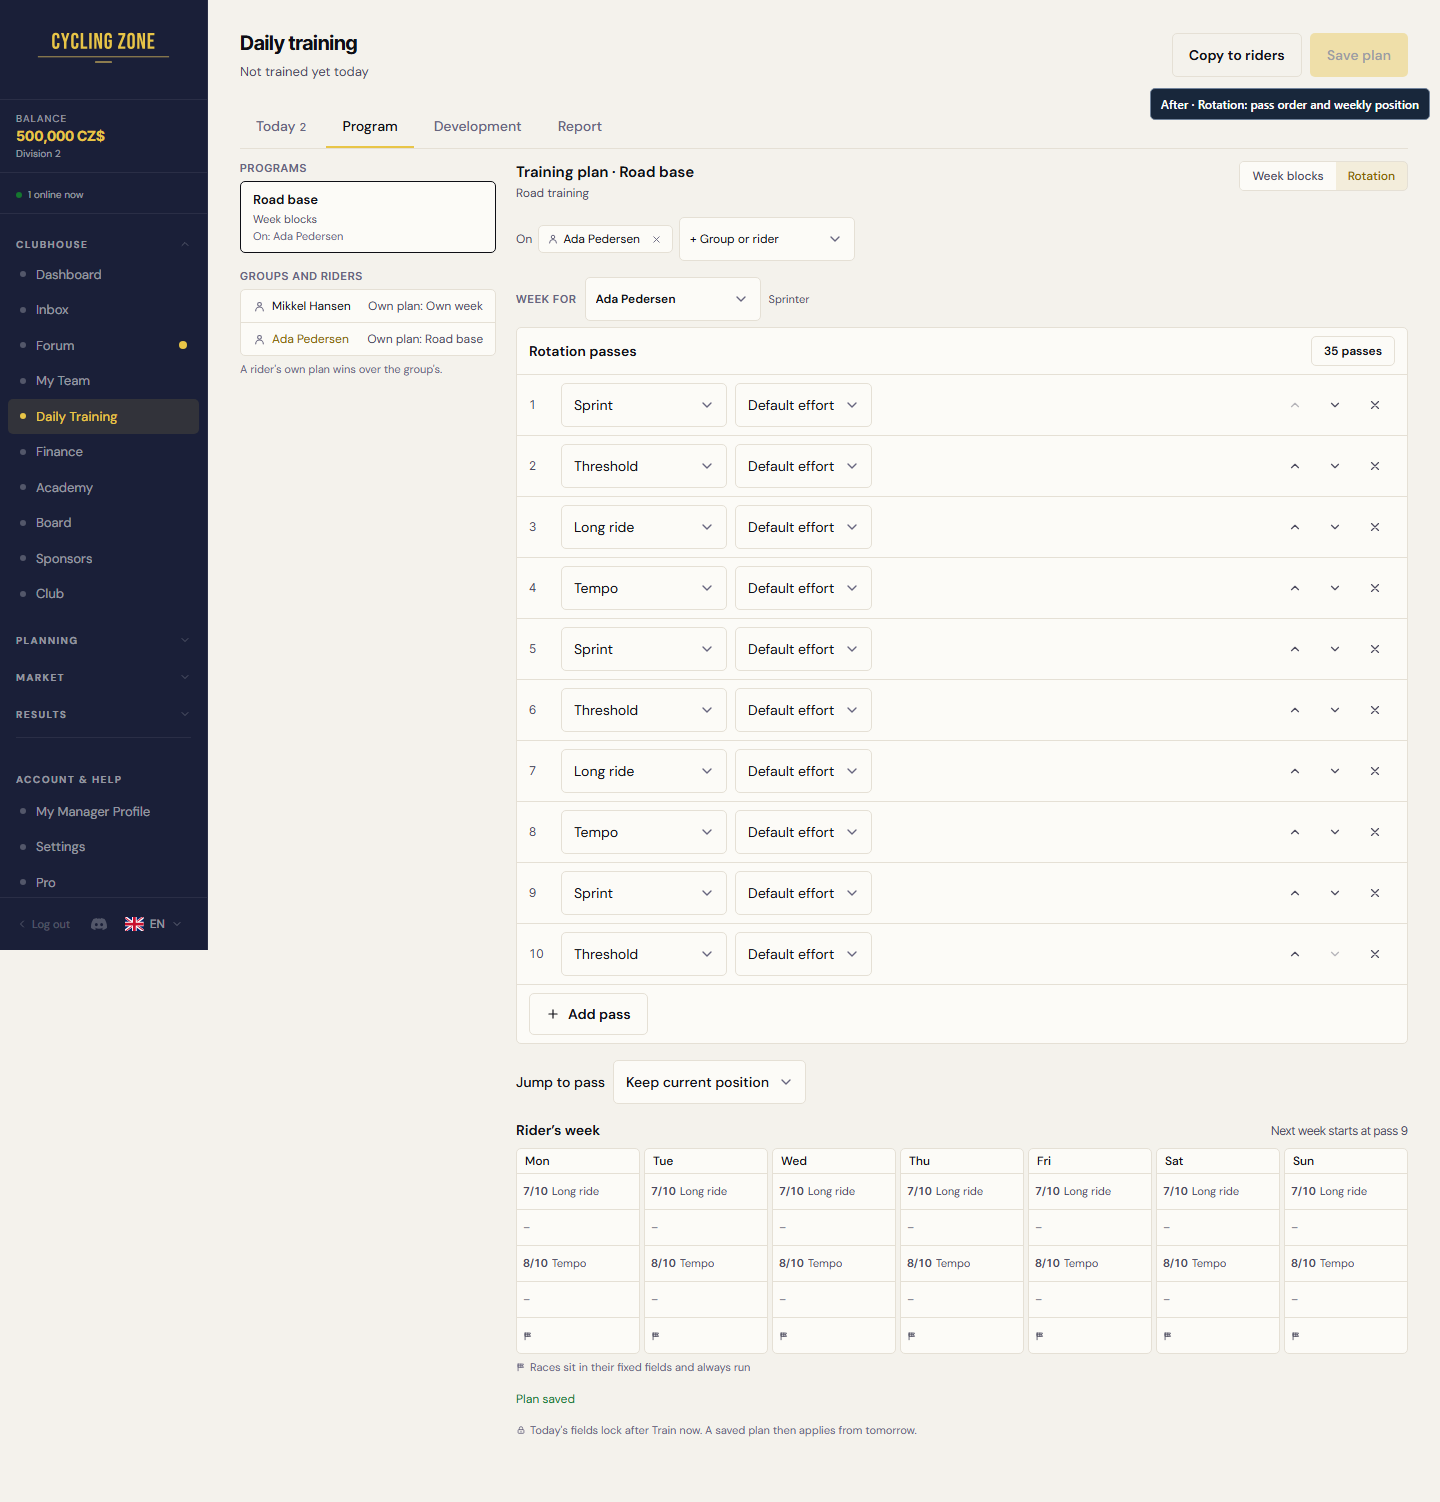 CYCLING ZONE
BALANCE
500,000 CZ$
Division 2
1 online now
CLUBHOUSE
Dashboard
Inbox
Forum
My Team
Daily Training
Finance
Academy
Board
Sponsors
Club
PLANNING
MARKET
RESULTS
ACCOUNT & HELP
My Manager Profile
Settings
Pro
Log out EN
Daily training
Not trained yet today
Copy to riders Save plan
After · Rotation: pass order and weekly position
Today 2 Program Development Report
PROGRAMS
Road base
Week blocks
On: Ada Pedersen
GROUPS AND RIDERS
Mikkel Hansen Own plan: Own week
Ada Pedersen Own plan: Road base
A rider's own plan wins over the group's.
Training plan · Road base
Road training
Week blocks Rotation
On Ada Pedersen + Group or rider
WEEK FOR Ada Pedersen Sprinter
Rotation passes 35 passes
1 Sprint Default effort
2 Threshold Default effort
3 Long ride Default effort
4 Tempo Default effort
5 Sprint Default effort
6 Threshold Default effort
7 Long ride Default effort
8 Tempo Default effort
9 Sprint Default effort
10 Threshold Default effort
+ Add pass
Jump to pass Keep current position
Rider’s week Next week starts at pass 9
Mon Tue Wed Thu Fri Sat Sun
7/10 Long ride 7/10 Long ride 7/10 Long ride 7/10 Long ride 7/10 Long ride 7/10 Long ride 7/10 Long ride
– – – – – – –
8/10 Tempo 8/10 Tempo 8/10 Tempo 8/10 Tempo 8/10 Tempo 8/10 Tempo 8/10 Tempo
– – – – – – –
Races sit in their fixed fields and always run
Plan saved
Today's fields lock after Train now. A saved plan then applies from tomorrow.